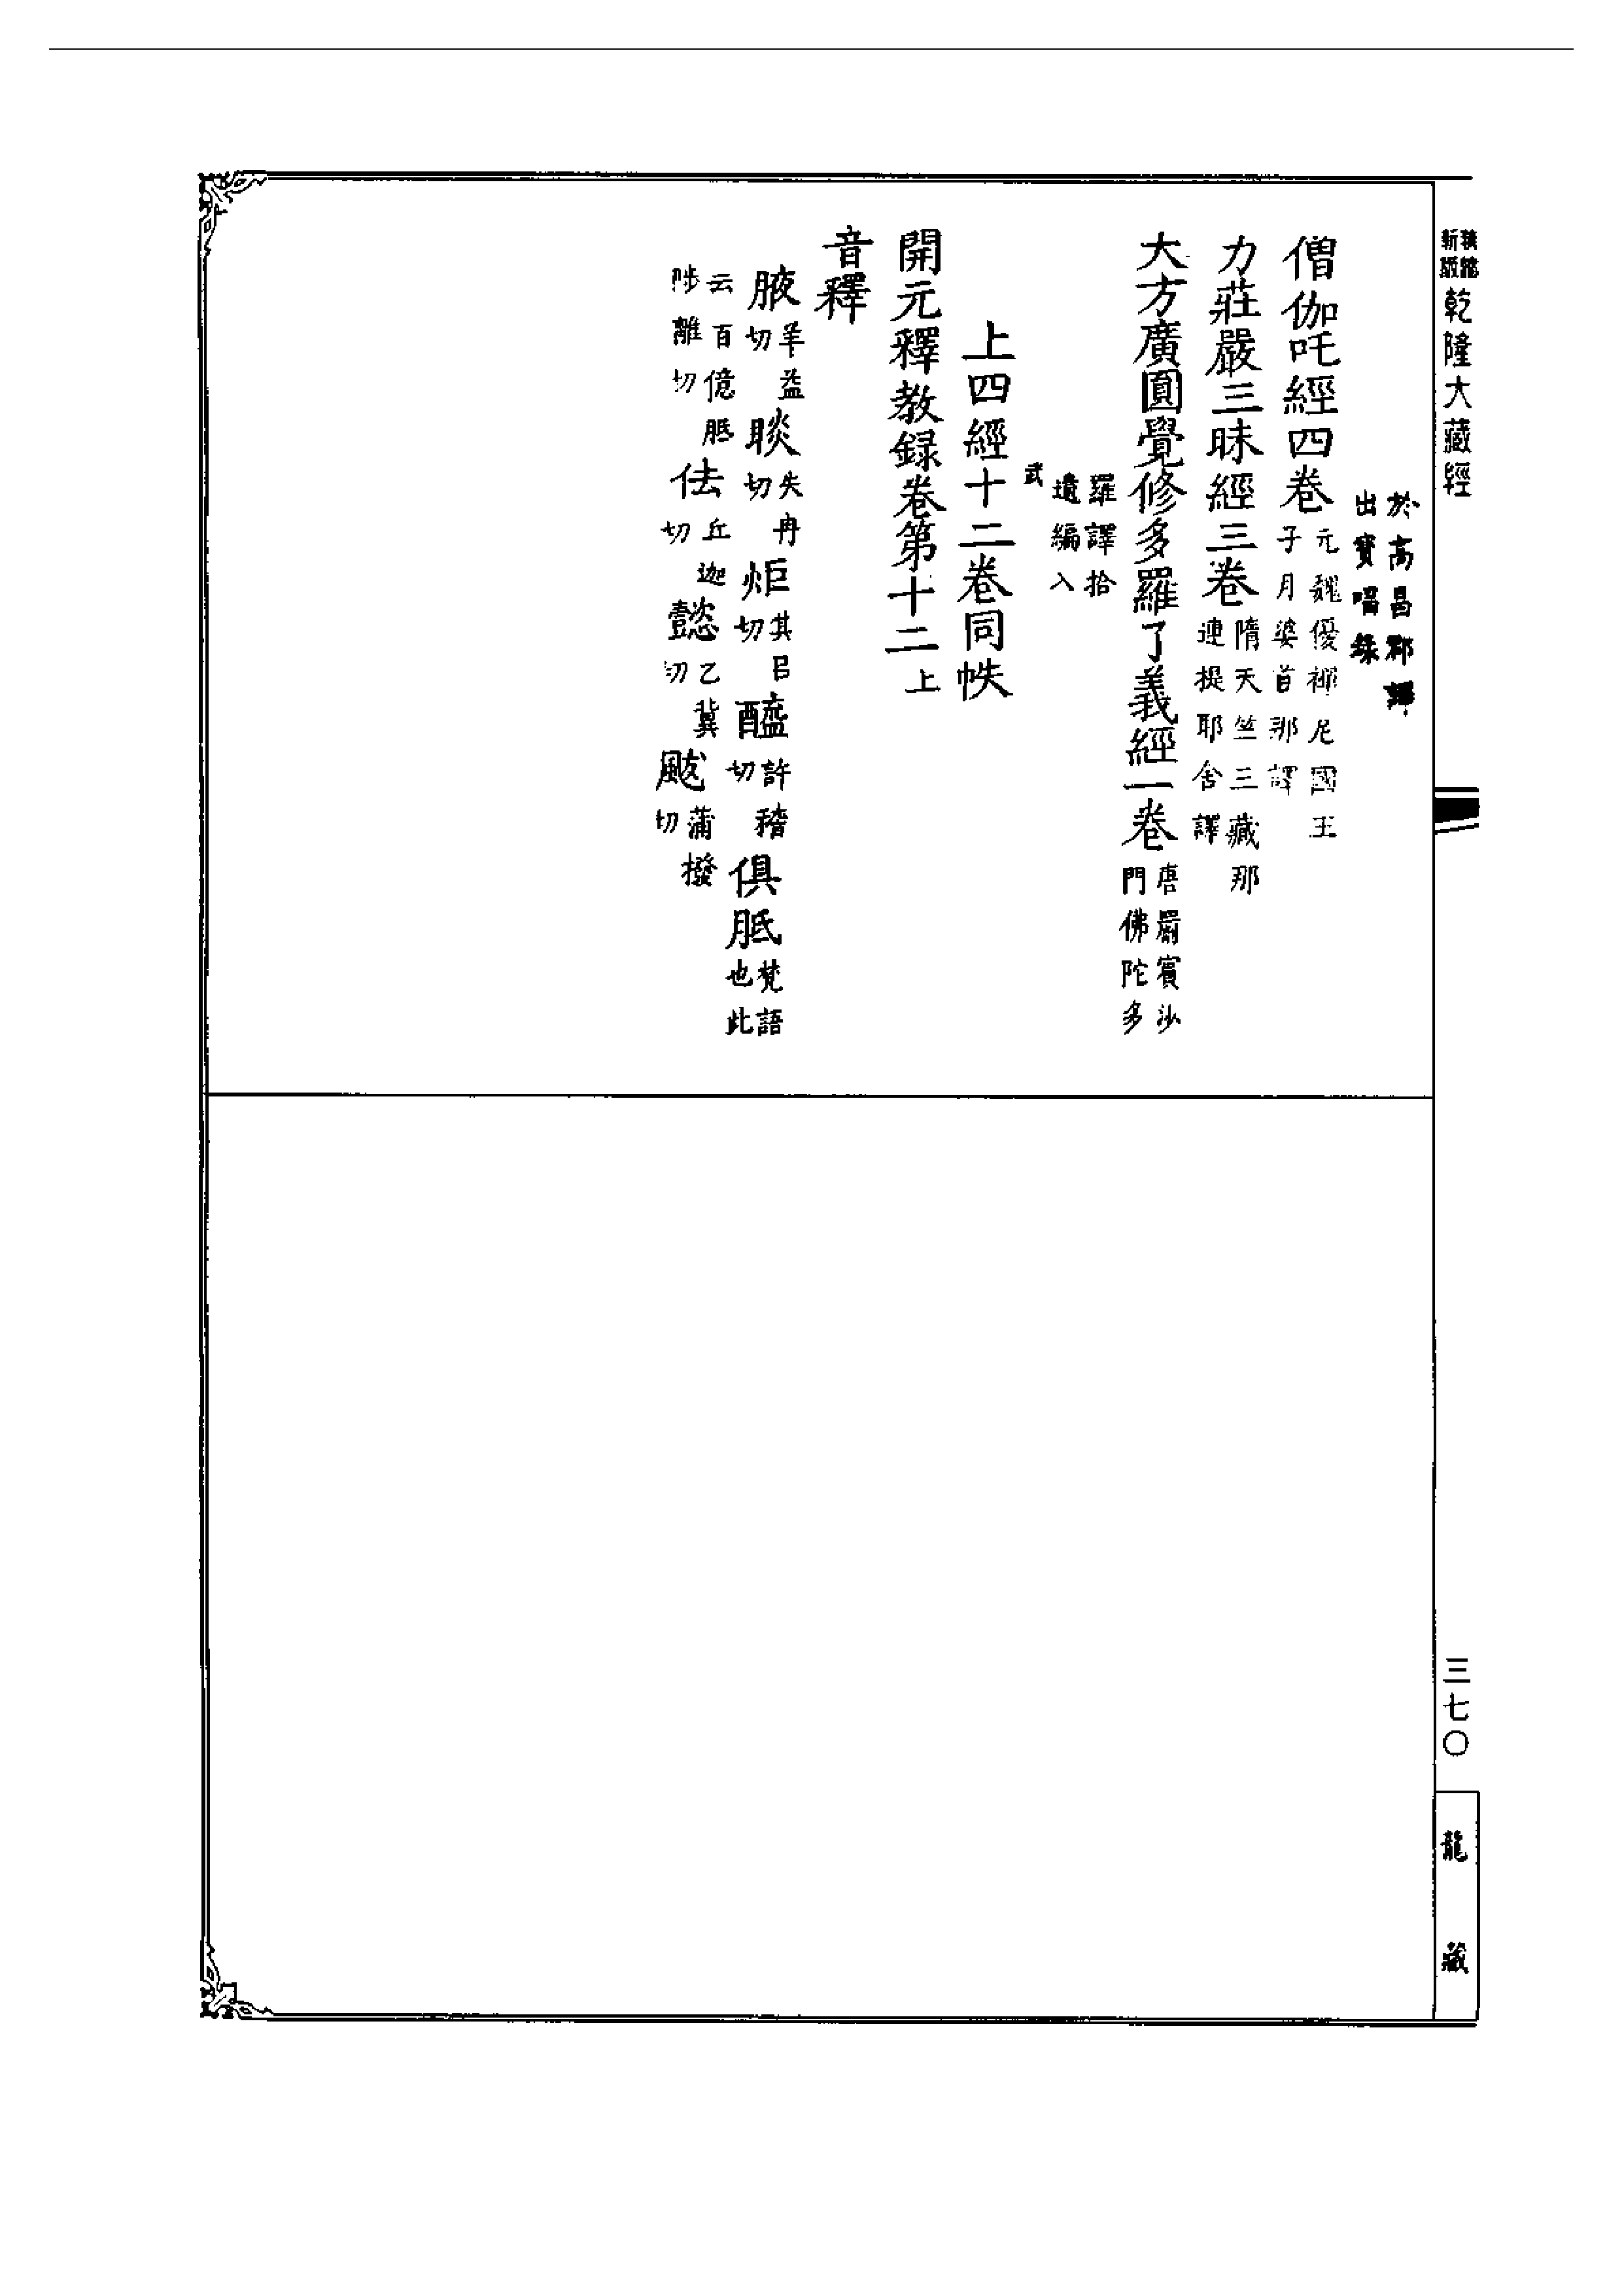 新版
乾隆大藏經
於高昌郡譯
出寶唱錄
僧伽吒經四卷元魏優禪尼國王
子月婆首那譯
力莊嚴三昧經三卷隋天竺三藏那
連提耶舍譯
大方廣圓覺修多羅了義經一卷唐罽賓沙
門佛陀多
羅譯拾
遺編入
武
上四經十二卷同帙
開元釋教録卷第十二上
音釋
腋羊益切 睒失冉切 炬其呂切 醯許稽切 俱胝梵語也此
云百億胝陟離切 佉丘迦切 懿乙冀切 颰蒲撥切
三七〇
龍藏